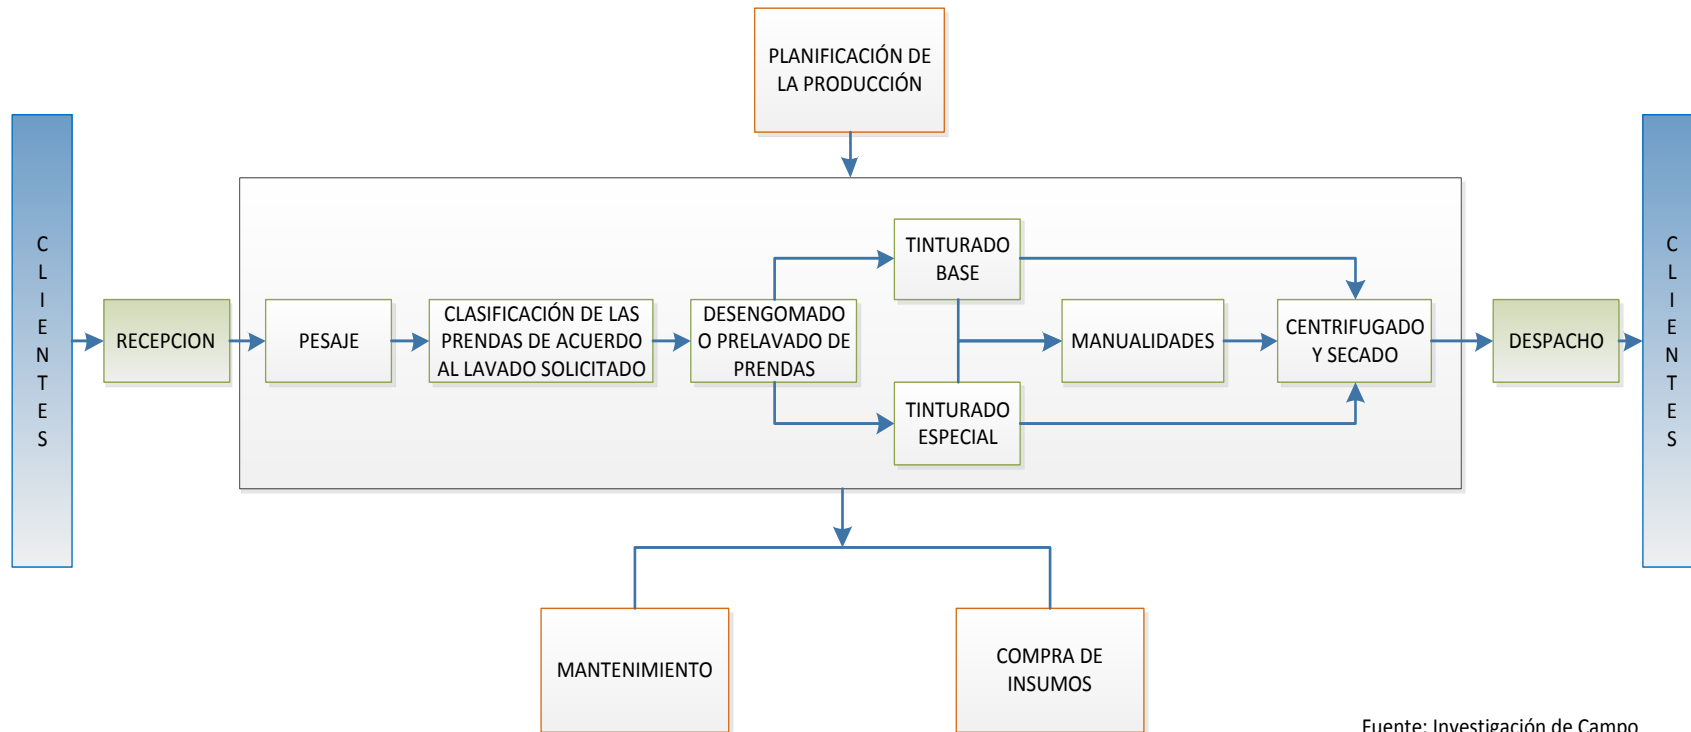 PLANIFICACIÓN DE
LA PRODUCCIÓN
C
L
I
E
N
T
E
S
RECEPCION
PESAJE
CLASIFICACIÓN DE LAS
PRENDAS DE ACUERDO
AL LAVADO SOLICITADO
DESENGOMADO
O PRELAVADO DE
PRENDAS
TINTURADO
BASE
TINTURADO
ESPECIAL
MANUALIDADES
CENTRIFUGADO
Y SECADO
DESPACHO
C
L
I
E
N
T
E
S
MANTENIMIENTO
COMPRA DE
INSUMOS
Fuente: Investigación de Campo